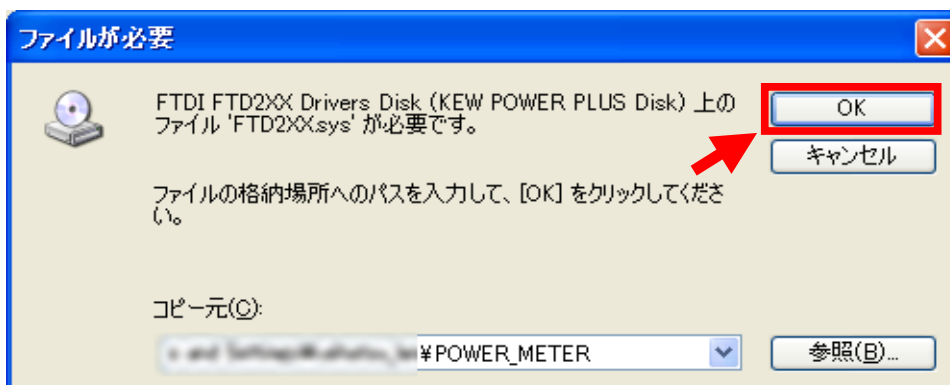 ファイルが必要
FTDI FTD2XX Drivers Disk (KEW POWER PLUS Disk) 上の
ファイル 'FTD2XX.sys' が必要です。
OK
キャンセル
ファイルの格納場所へのパスを入力して、[OK] をクリックしてくださ
い。
コピー元(C):
¥POWER_METER
参照(B)...